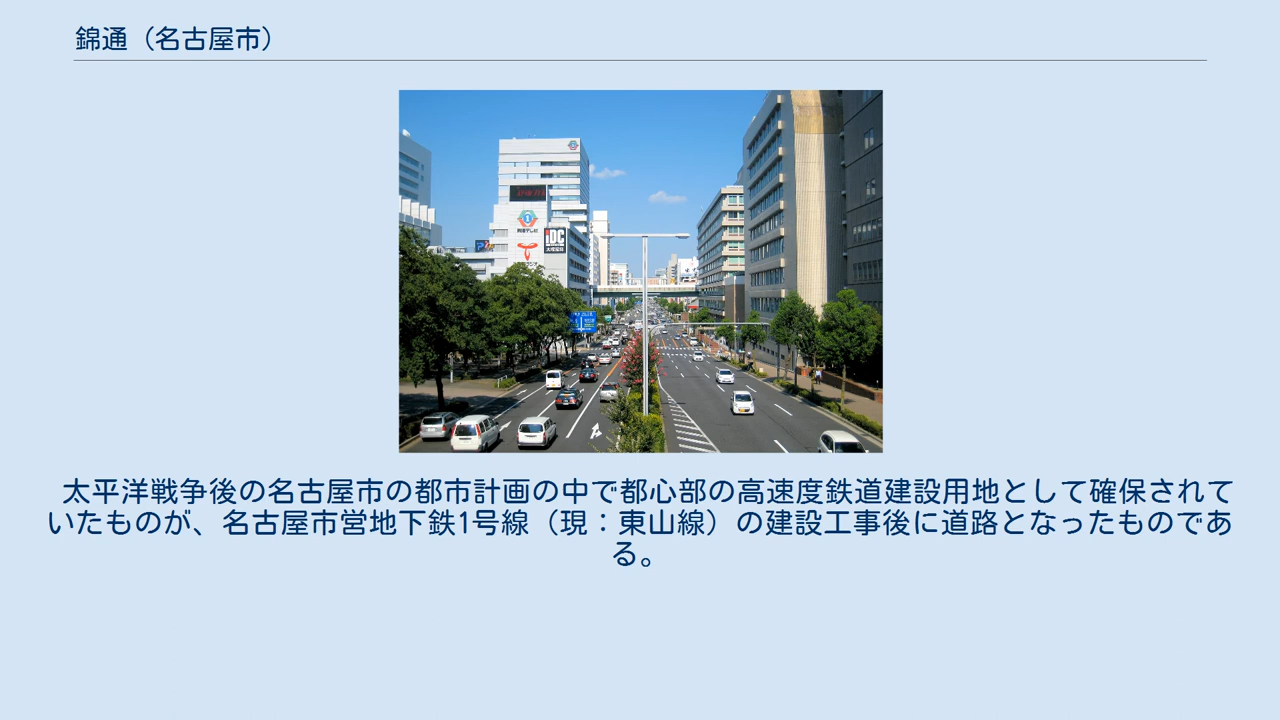 錦通（名古屋市）
iDC
太平洋戦争後の名古屋市の都市計画の中で都心部の高速度鉄道建設用地として確保されて
いたものが、名古屋市営地下鉄1号線（現：東山線）の建設工事後に道路となったものであ
る。